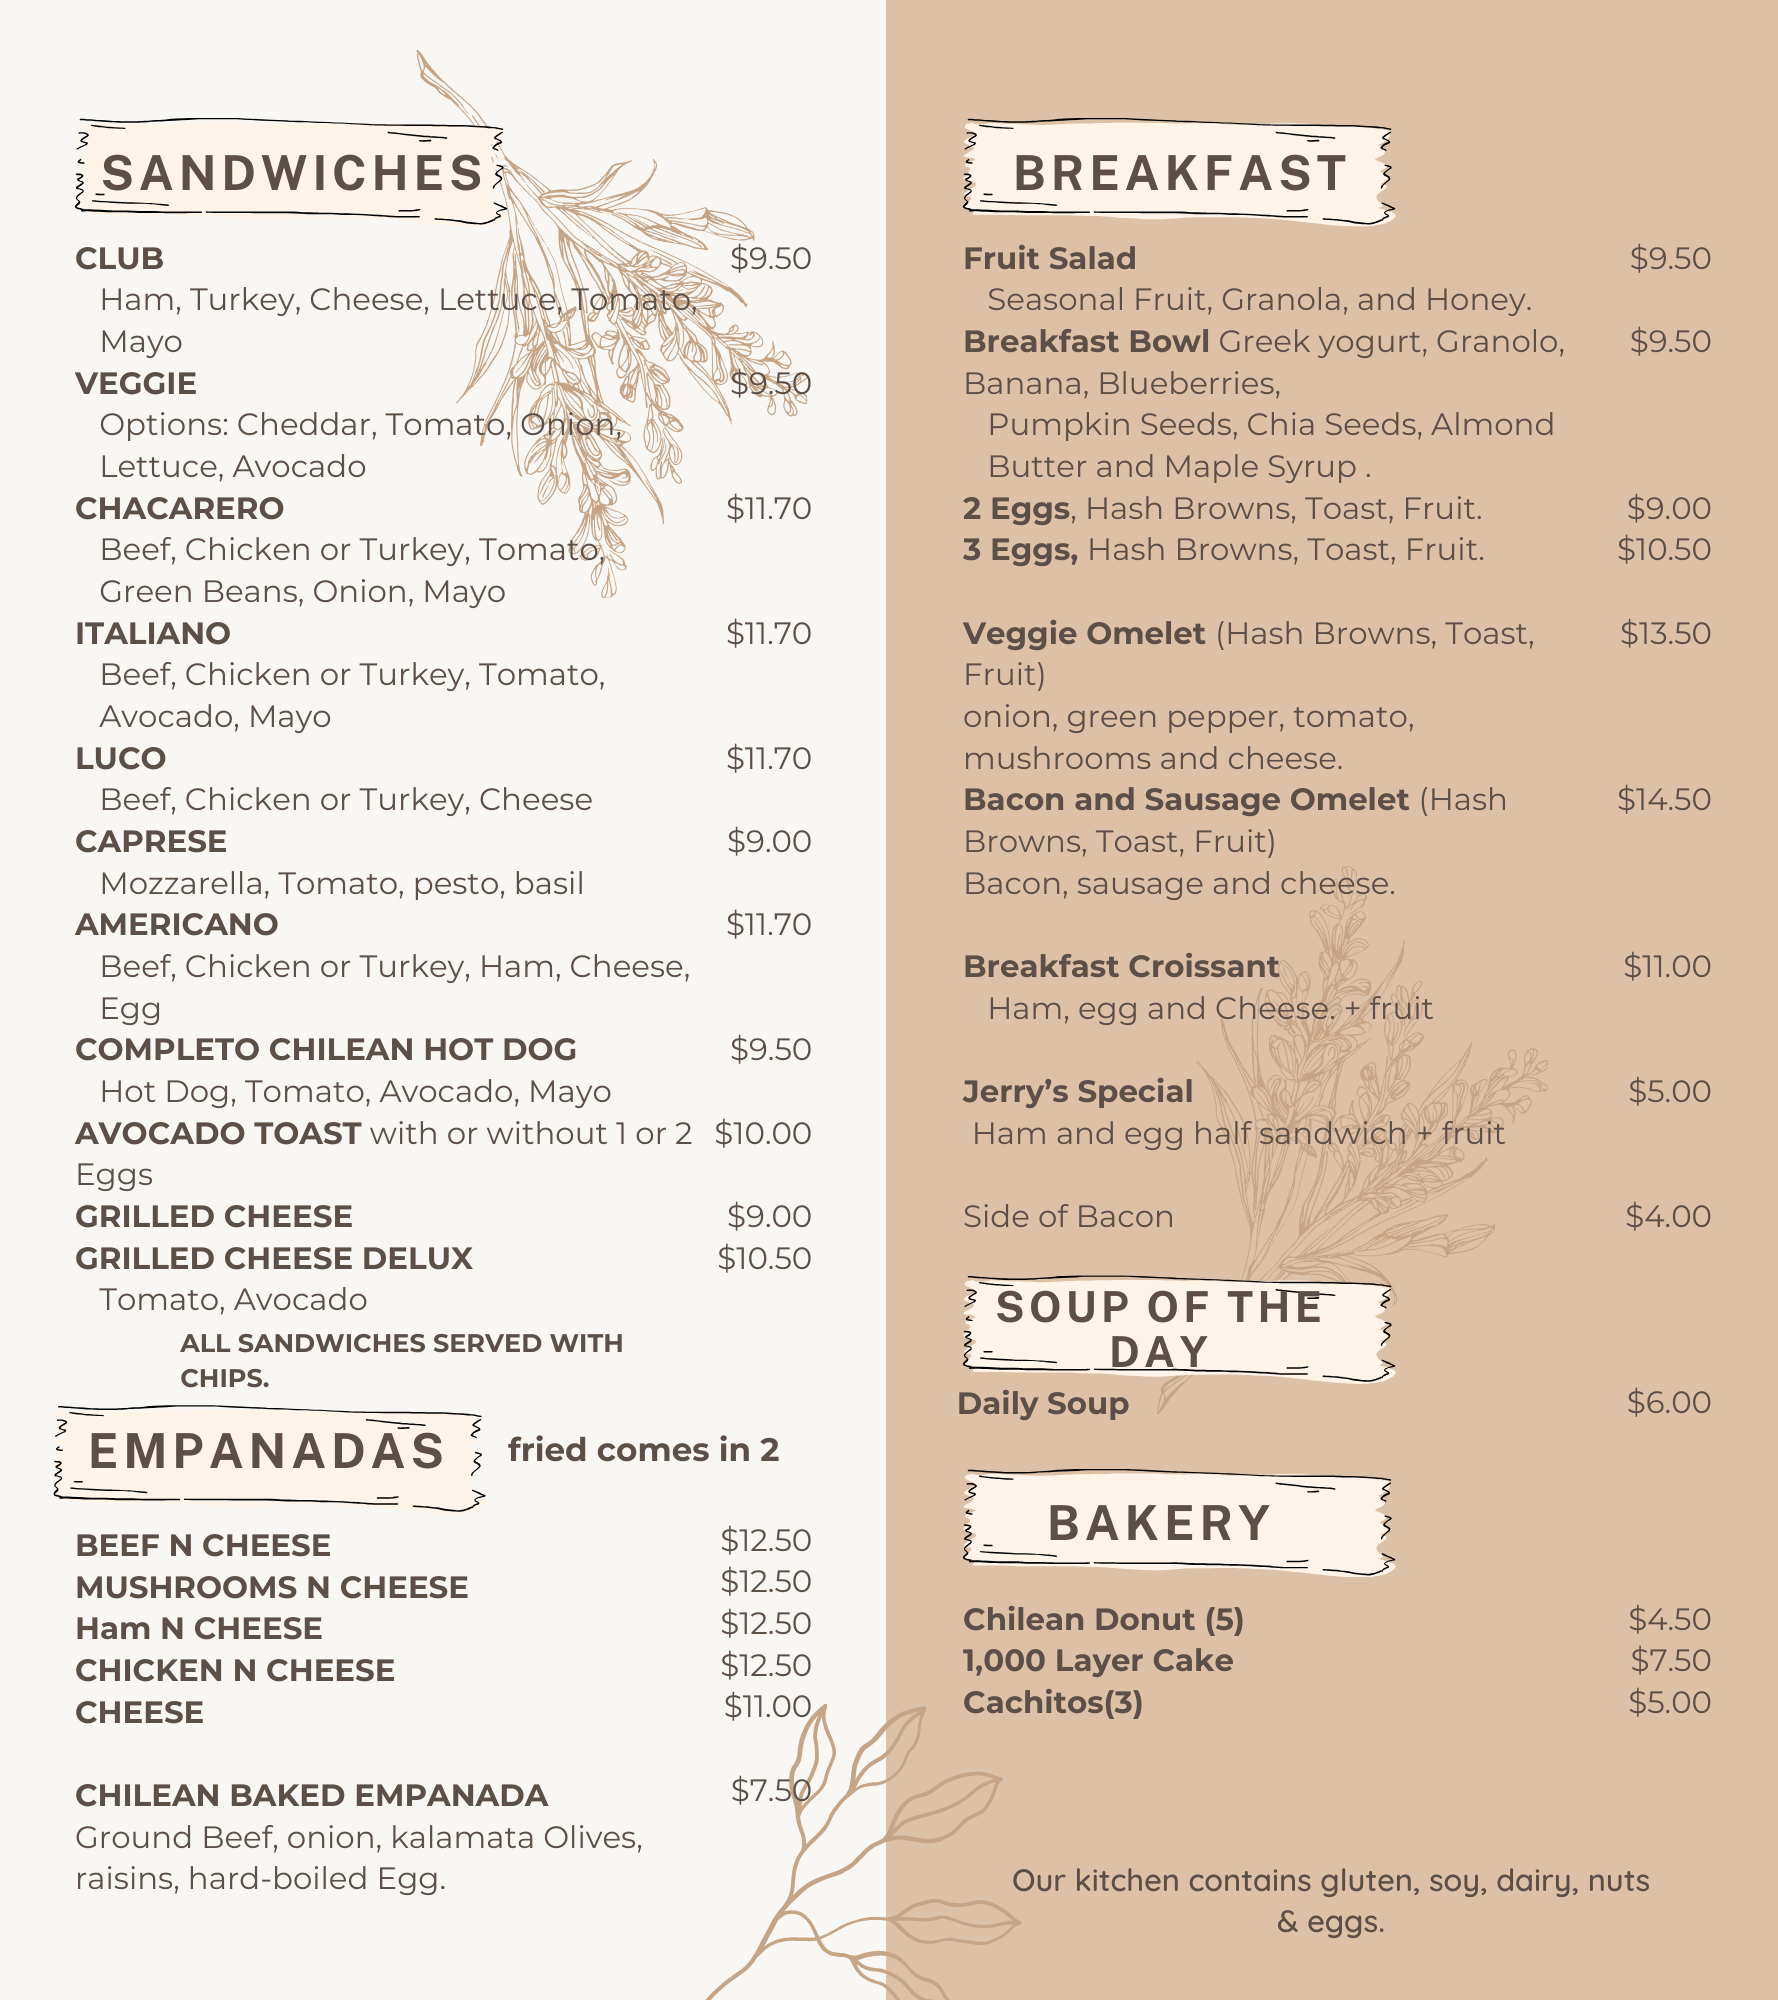 SANDWICHES
CLUB $9.50
Ham, Turkey, Cheese, Lettuce, Tomato,
Mayo
VEGGIE $9.50
Options: Cheddar, Tomato, Onion,
Lettuce, Avocado
CHACARERO $11.70
Beef, Chicken or Turkey, Tomato,
Green Beans, Onion, Mayo
ITALIANO $11.70
Beef, Chicken or Turkey, Tomato,
Avocado, Mayo
LUCO $11.70
Beef, Chicken or Turkey, Cheese
CAPRESE $9.00
Mozzarella, Tomato, pesto, basil
AMERICANO $11.70
Beef, Chicken or Turkey, Ham, Cheese,
Egg
COMPLETO CHILEAN HOT DOG $9.50
Hot Dog, Tomato, Avocado, Mayo
AVOCADO TOAST with or without 1 or 2 $10.00
Eggs
GRILLED CHEESE $9.00
GRILLED CHEESE DELUX $10.50
Tomato, Avocado
ALL SANDWICHES SERVED WITH
CHIPS.
EMPANADAS fried comes in 2
BEEF N CHEESE $12.50
MUSHROOMS N CHEESE $12.50
Ham N CHEESE $12.50
CHICKEN N CHEESE $12.50
CHEESE $11.00
CHILEAN BAKED EMPANADA $7.50
Ground Beef, onion, kalamata Olives,
raisins, hard-boiled Egg.
BREAKFAST
Fruit Salad $9.50
Seasonal Fruit, Granola, and Honey.
Breakfast Bowl Greek yogurt, Granolo, $9.50
Banana, Blueberries,
Pumpkin Seeds, Chia Seeds, Almond
Butter and Maple Syrup .
2 Eggs, Hash Browns, Toast, Fruit. $9.00
3 Eggs, Hash Browns, Toast, Fruit. $10.50
Veggie Omelet (Hash Browns, Toast, $13.50
Fruit)
onion, green pepper, tomato,
mushrooms and cheese.
Bacon and Sausage Omelet (Hash $14.50
Browns, Toast, Fruit)
Bacon, sausage and cheese.
Breakfast Croissant $11.00
Ham, egg and Cheese. + fruit
Jerry’s Special $5.00
Ham and egg half sandwich + fruit
Side of Bacon $4.00
SOUP OF THE
DAY
Daily Soup $6.00
BAKERY
Chilean Donut (5) $4.50
1,000 Layer Cake $7.50
Cachitos(3) $5.00
Our kitchen contains gluten, soy, dairy, nuts
& eggs.